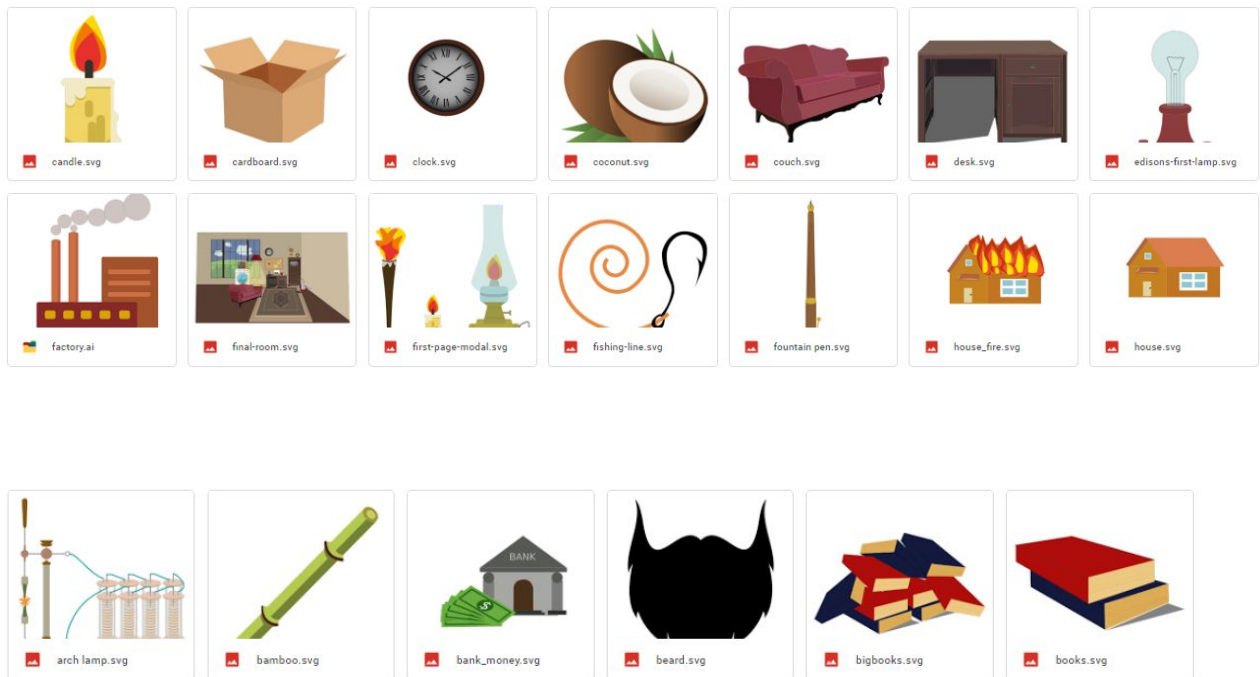 candle.svg
cardboard.svg
clock.svg
coconut.svg
couch.svg
desk.svg
edisons-first-lamp.svg
factory.ai
final-room.svg
first-page-modal.svg
fishing-line.svg
fountain pen.svg
house_fire.svg
house.svg
BANK
$
arch lamp.svg
bamboo.svg
bank_money.svg
beard.svg
bigbooks.svg
books.svg